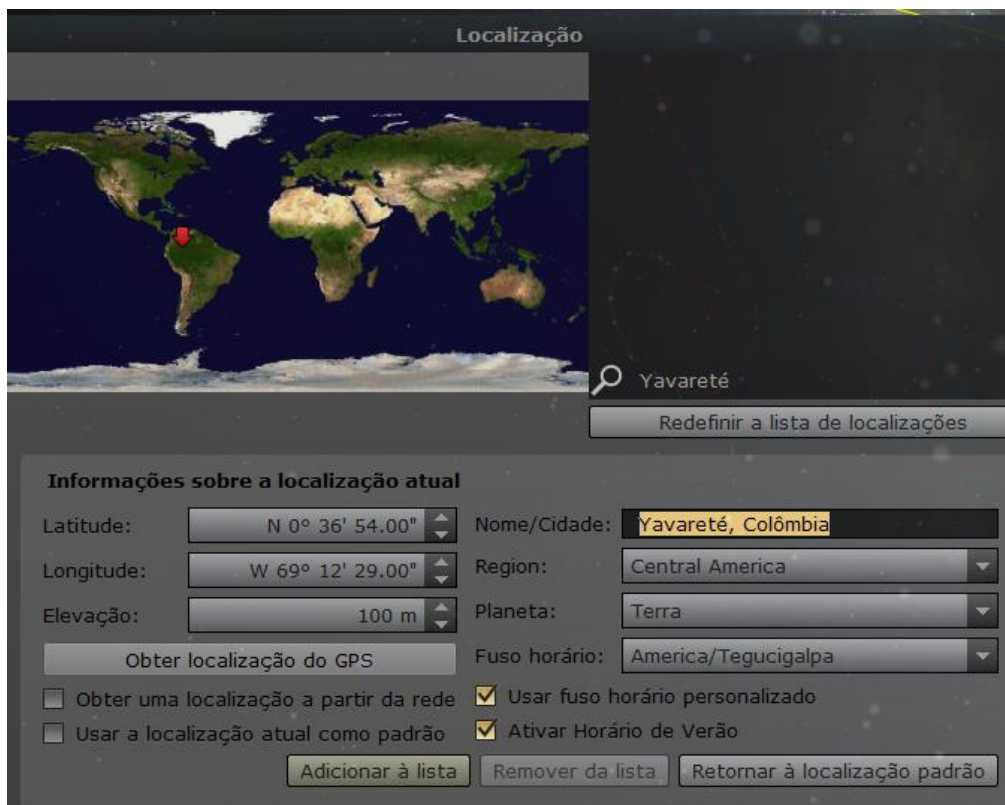 Localização
Yavareté
Redefinir a lista de localizações
Informações sobre a localização atual
Latitude: N 0° 36' 54.00" Nome/Cidade: Yavareté, Colômbia
Longitude: W 69° 12' 29.00" Region: Central America
Elevação: 100 m Planeta: Terra
Obter localização do GPS Fuso horário: America/Tegucigalpa
Obter uma localização a partir da rede Usar fuso horário personalizado
Usar a localização atual como padrão Ativar Horário de Verão
Adicionar à lista Remover da lista Retornar à localização padrão